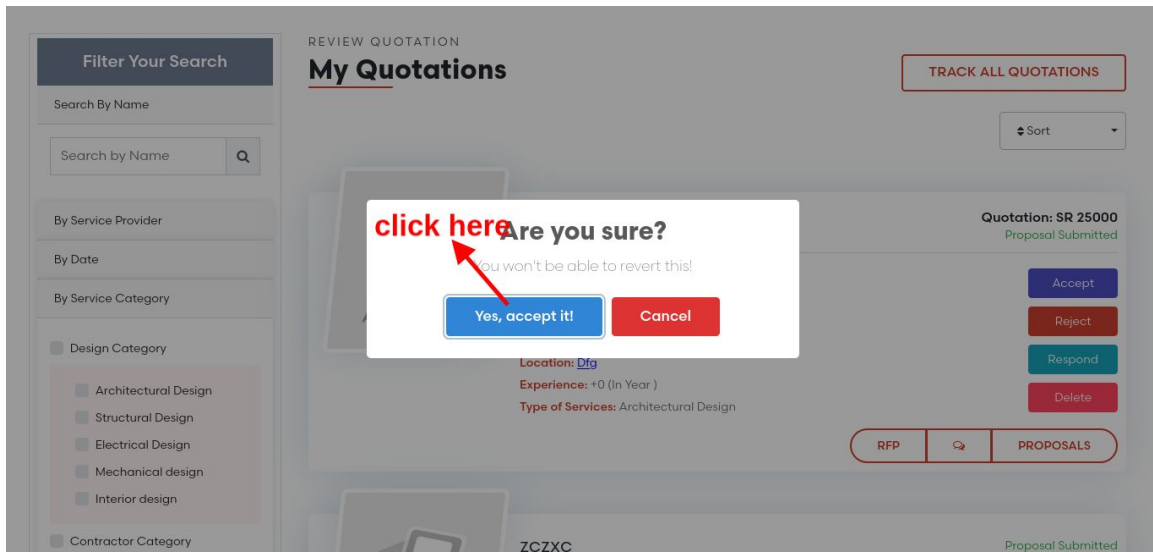 Filter Your Search
Search By Name
Search by Name
By Service Provider
By Date
By Service Category
Design Category
Architectural Design
Structural Design
Electrical Design
Mechanical design
Interior design
Contractor Category
REVIEW QUOTATION
My Quotations
TRACK ALL QUOTATIONS
Sort
Quotation: SR 25000
Proposal Submitted
click here
Are you sure?
You won't be able to revert this!
Yes, accept it!
Cancel
Accept
Reject
Respond
Delete
Location: Dfg
Experience: +0 (In Year )
Type of Services: Architectural Design
RFP
PROPOSALS
ZCZXC
Proposal Submitted